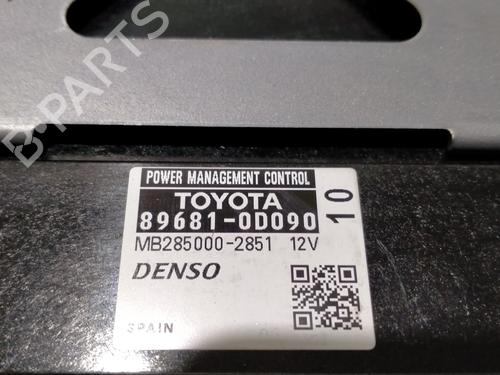 B-PARTS
POWER MANAGEMENT CONTROL
TOYOTA
89681-0D090
10
MB285000-2851 12V
DENSO
SPAIN